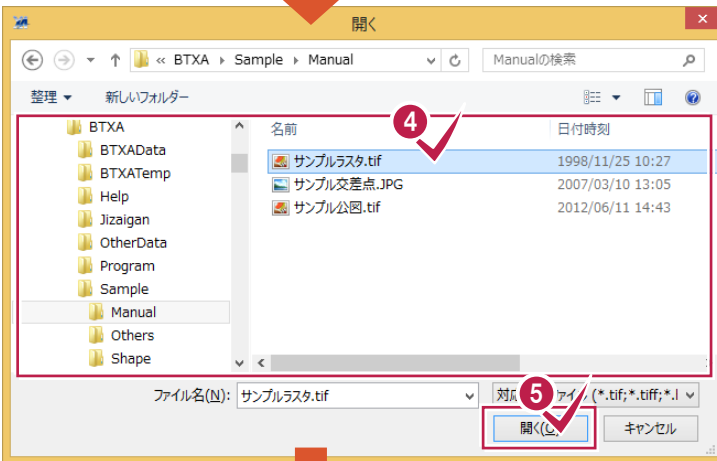 開く
« BTXA Sample Manual
Manualの検索
整理 新しいフォルダー
BTXA
BTXAData
BTXATemp
Help
Jizaigan
OtherData
Program
Sample
Manual
Others
Shape
名前 日付時刻
サンプルラスタ.tif 1998/11/25 10:27
サンプル交差点.JPG 2007/03/10 13:05
サンプル公図.tif 2012/06/11 14:43
4
ファイル名(N): サンプルラスタ.tif
(*.tif;*.tiff;*.l
5
開く( キャンセル